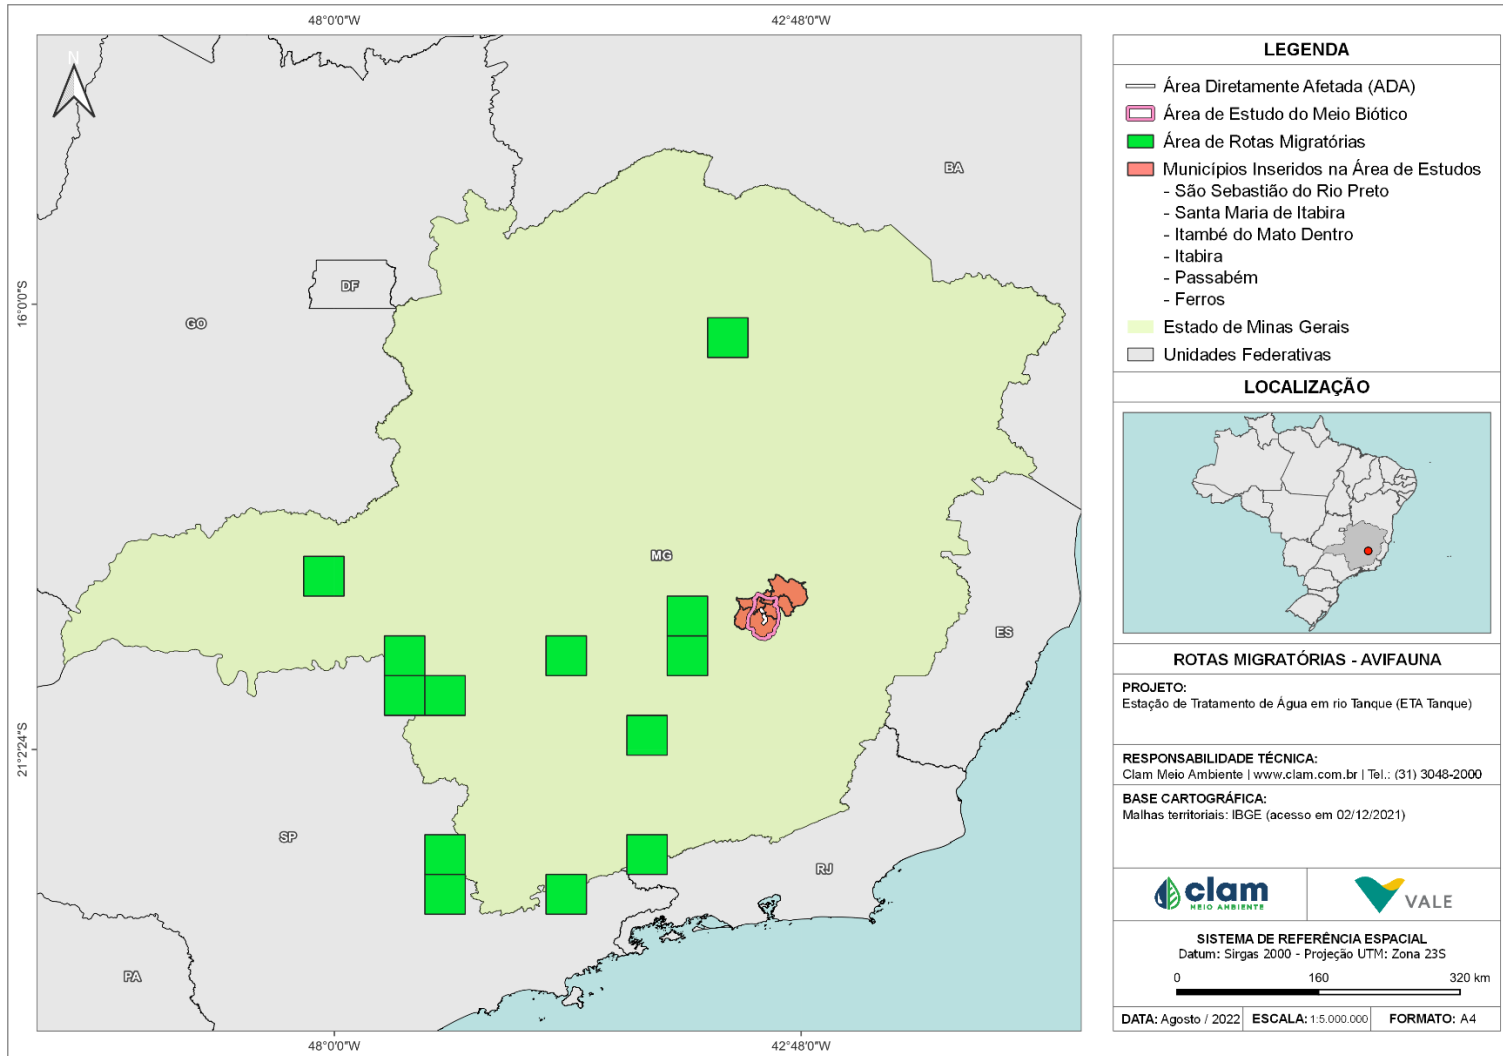 48°0'0"W
42°48'0"W
N
BA
DF
GO
16°0'0"S
MG
ES
21°2'24"S
SP
RJ
PA
48°0'0"W
42°48'0"W
LEGENDA
Área Diretamente Afetada (ADA)
Área de Estudo do Meio Biótico
Área de Rotas Migratórias
Municípios Inseridos na Área de Estudos
- São Sebastião do Rio Preto
- Santa Maria de Itabira
- Itambé do Mato Dentro
- Itabira
- Passabém
- Ferros
Estado de Minas Gerais
Unidades Federativas
LOCALIZAÇÃO
ROTAS MIGRATÓRIAS - AVIFAUNA
PROJETO:
Estação de Tratamento de Água em rio Tanque (ETA Tanque)
RESPONSABILIDADE TÉCNICA:
Clam Meio Ambiente | www.clam.com.br | Tel.: (31) 3048-2000
BASE CARTOGRÁFICA:
Malhas territoriais: IBGE (acesso em 02/12/2021)
clam
MEIO AMBIENTE
VALE
SISTEMA DE REFERÊNCIA ESPACIAL
Datum: Sirgas 2000 - Projeção UTM: Zona 23S
0 160 320 km
DATA: Agosto / 2022 ESCALA: 1:5.000.000 FORMATO: A4